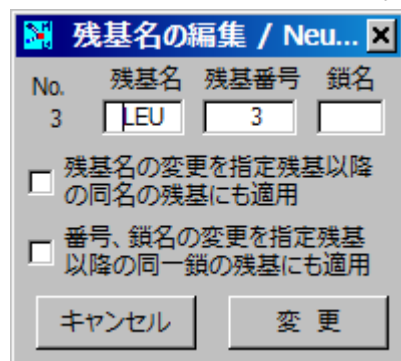 残基名の編集 / Neu...
No. 残基名 残基番号 鎖名
3 LEU 3
残基名の変更を指定残基以降
の同名の残基にも適用
番号、鎖名の変更を指定残基
以降の同一鎖の残基にも適用
キャンセル 変 更